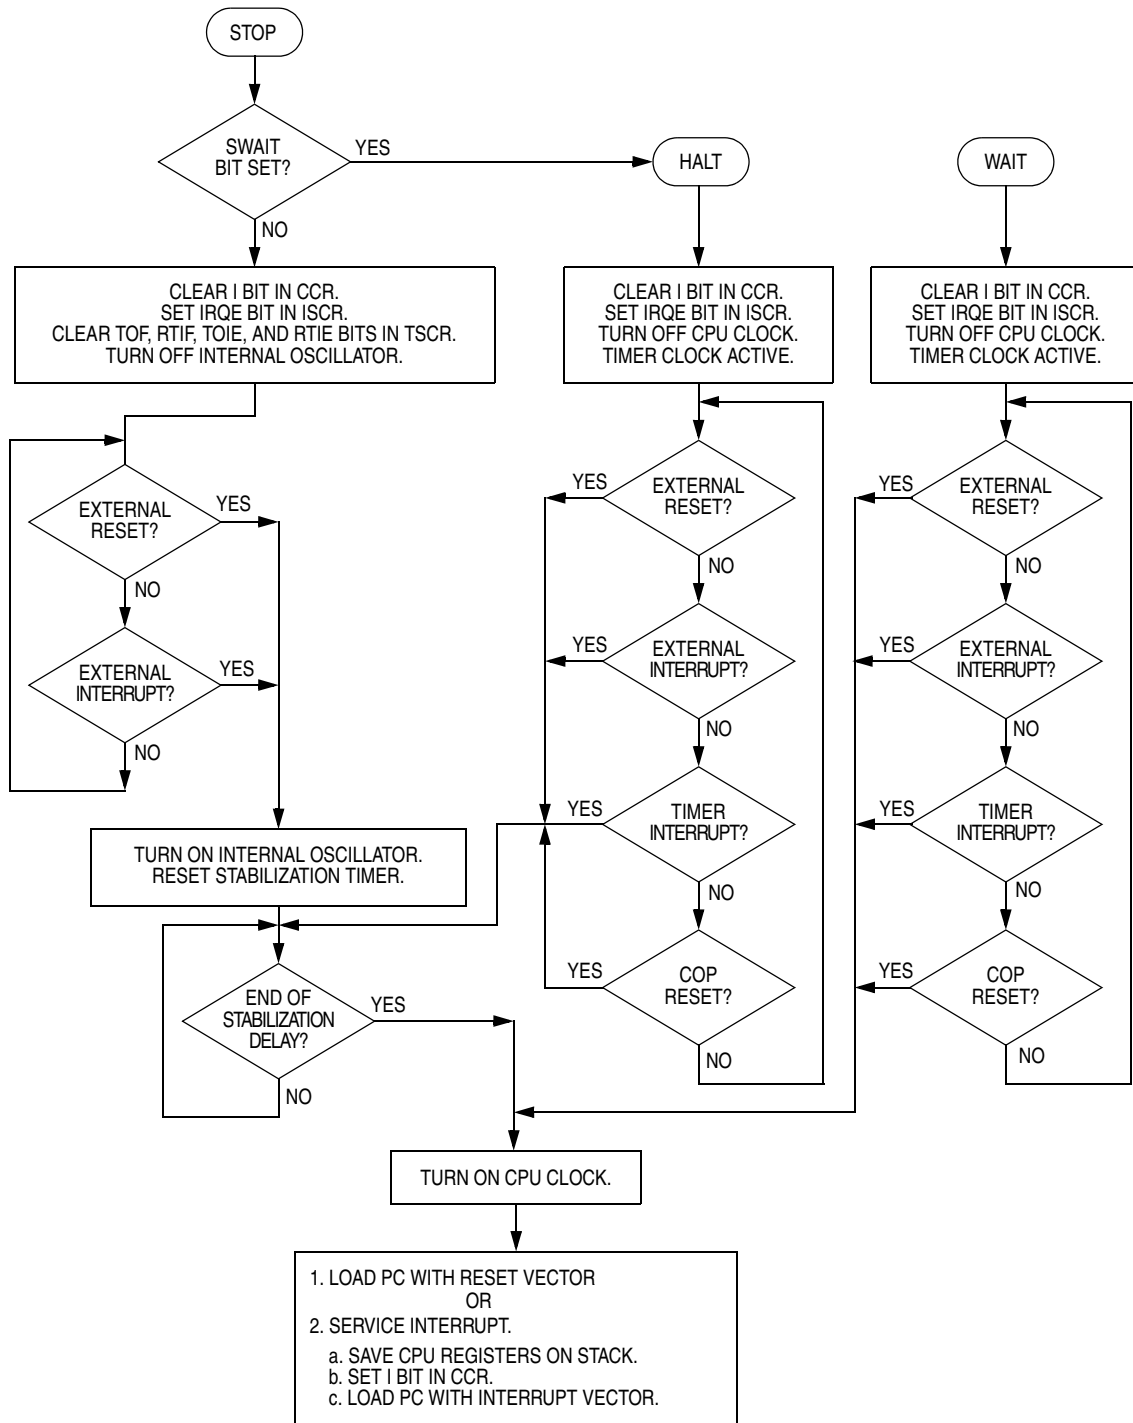 STOP
SWAIT
BIT SET?
YES
NO
HALT
WAIT
CLEAR I BIT IN CCR.
SET IRQE BIT IN ISCR.
CLEAR TOF, RTIF, TOIE, AND RTIE BITS IN TSCR.
TURN OFF INTERNAL OSCILLATOR.
CLEAR I BIT IN CCR.
SET IRQE BIT IN ISCR.
TURN OFF CPU CLOCK.
TIMER CLOCK ACTIVE.
CLEAR I BIT IN CCR.
SET IRQE BIT IN ISCR.
TURN OFF CPU CLOCK.
TIMER CLOCK ACTIVE.
EXTERNAL
RESET?
YES
NO
EXTERNAL
INTERRUPT?
YES
NO
TURN ON INTERNAL OSCILLATOR.
RESET STABILIZATION TIMER.
END OF
STABILIZATION
DELAY?
YES
NO
YES
EXTERNAL
RESET?
NO
YES
EXTERNAL
INTERRUPT?
NO
YES
TIMER
INTERRUPT?
NO
YES
COP
RESET?
NO
YES
EXTERNAL
RESET?
NO
YES
EXTERNAL
INTERRUPT?
NO
YES
TIMER
INTERRUPT?
NO
YES
COP
RESET?
NO
TURN ON CPU CLOCK.
1. LOAD PC WITH RESET VECTOR
OR
2. SERVICE INTERRUPT.
a. SAVE CPU REGISTERS ON STACK.
b. SET I BIT IN CCR.
c. LOAD PC WITH INTERRUPT VECTOR.